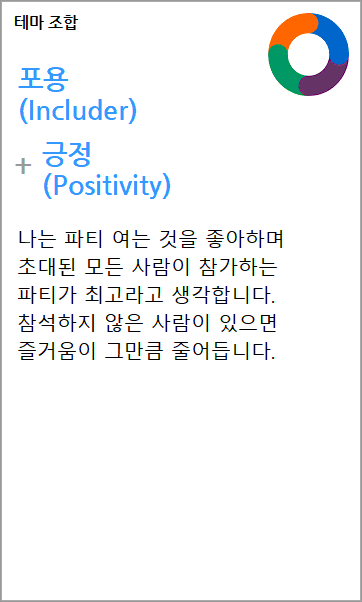 테마 조합
포용
(Includer)
+ 긍정
(Positivity)
나는 파티 여는 것을 좋아하며
초대된 모든 사람이 참가하는
파티가 최고라고 생각합니다.
참석하지 않은 사람이 있으면
즐거움이 그만큼 줄어듭니다.